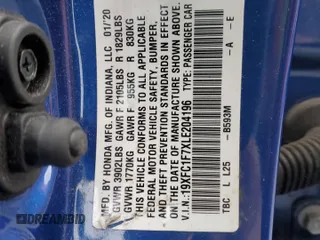 MFD. BY HONDA MFG. OF INDIANA, LLC 01/'20
GVWR 3902LBS GAWR F 2105LBS R 1829LBS
GVWR 1770KG GAWR F 955KG R 830KG
THIS VEHICLE CONFORMS TO ALL APPLICABLE
FEDERAL MOTOR VEHICLE SAFETY, BUMPER,
AND THEFT PREVENTION STANDARDS IN EFFECT
ON THE DATE OF MANUFACTURE SHOWN ABOVE.
V.I.N.: 19XFC1F7XLE204196 TYPE: PASSENGER CAR
-B593M -A -E
TBC L L25